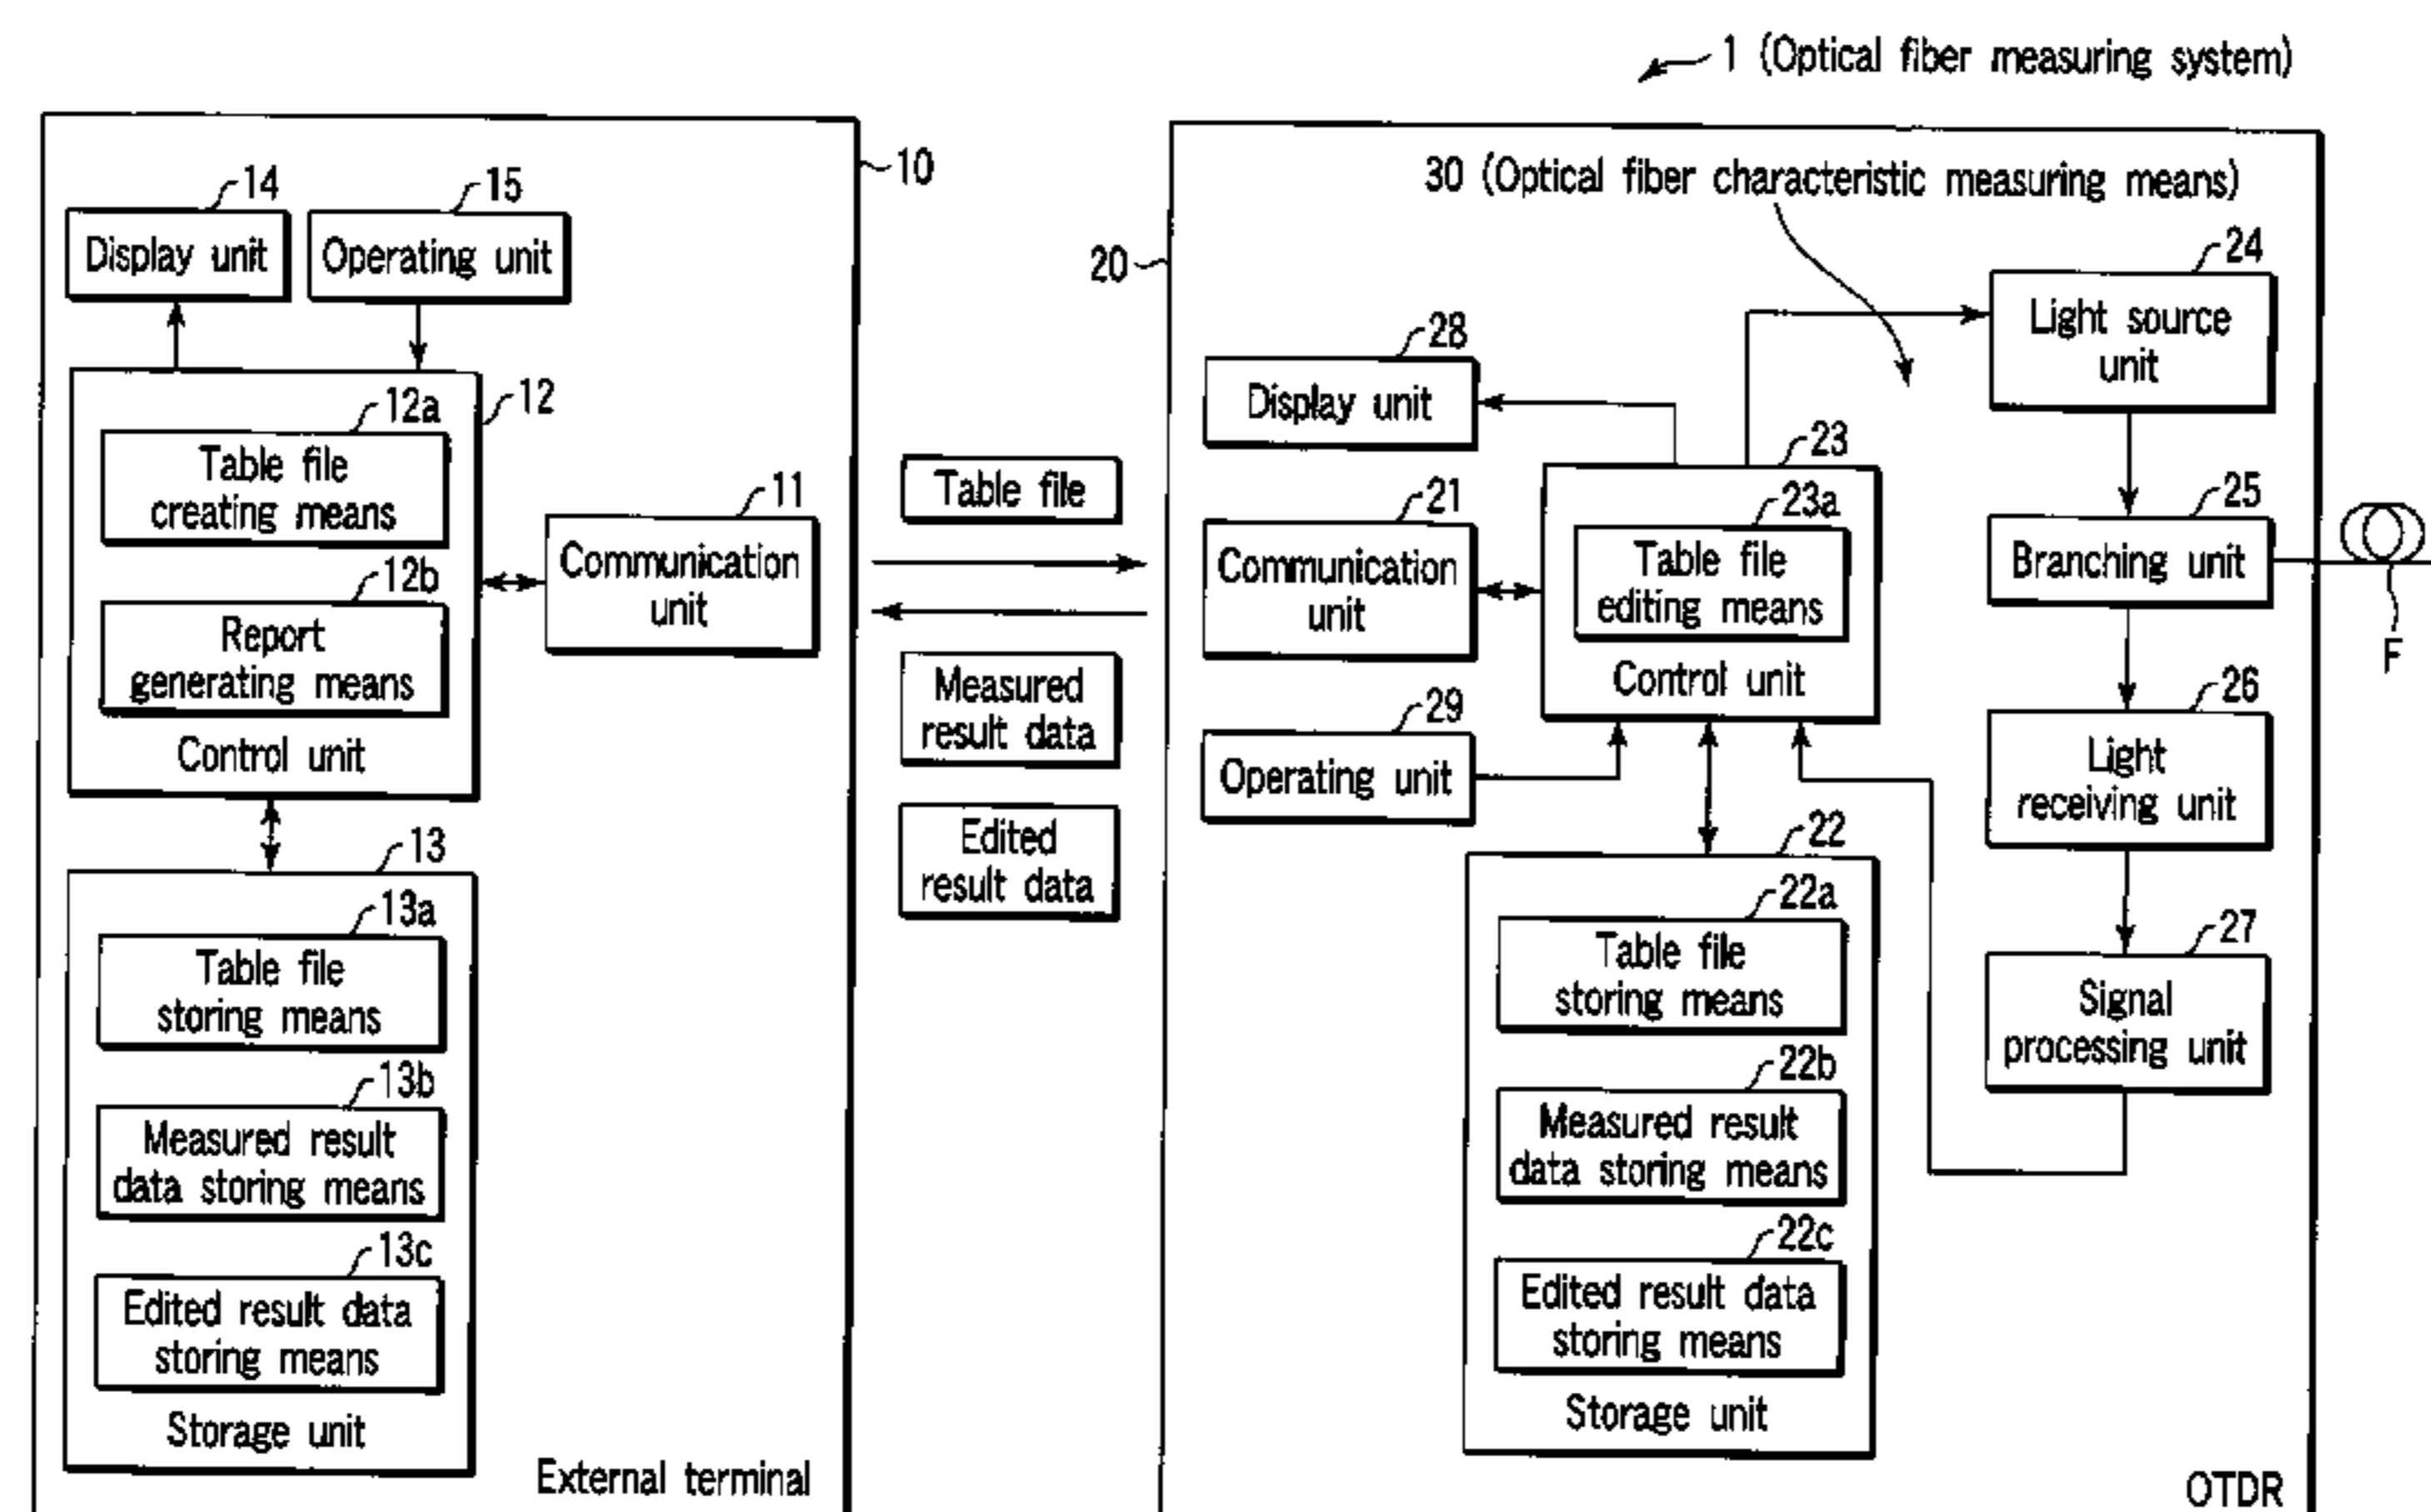 1 (Optical fiber measuring system)
10
14
Display unit
15
Operating unit
12
12a
Table file
creating means
12b
Report
generating means
Control unit
11
Communication
unit
13
13a
Table file
storing means
13b
Measured result
data storing means
13c
Edited result data
storing means
Storage unit
External terminal
Table file
Measured
result data
Edited
result data
20
30 (Optical fiber characteristic measuring means)
28
Display unit
21
Communication
unit
29
Operating unit
23
23a
Table file
editing means
Control unit
22
22a
Table file
storing means
22b
Measured result
data storing means
22c
Edited result data
storing means
Storage unit
24
Light source
unit
25
Branching unit
F
26
Light
receiving unit
27
Signal
processing unit
OTDR